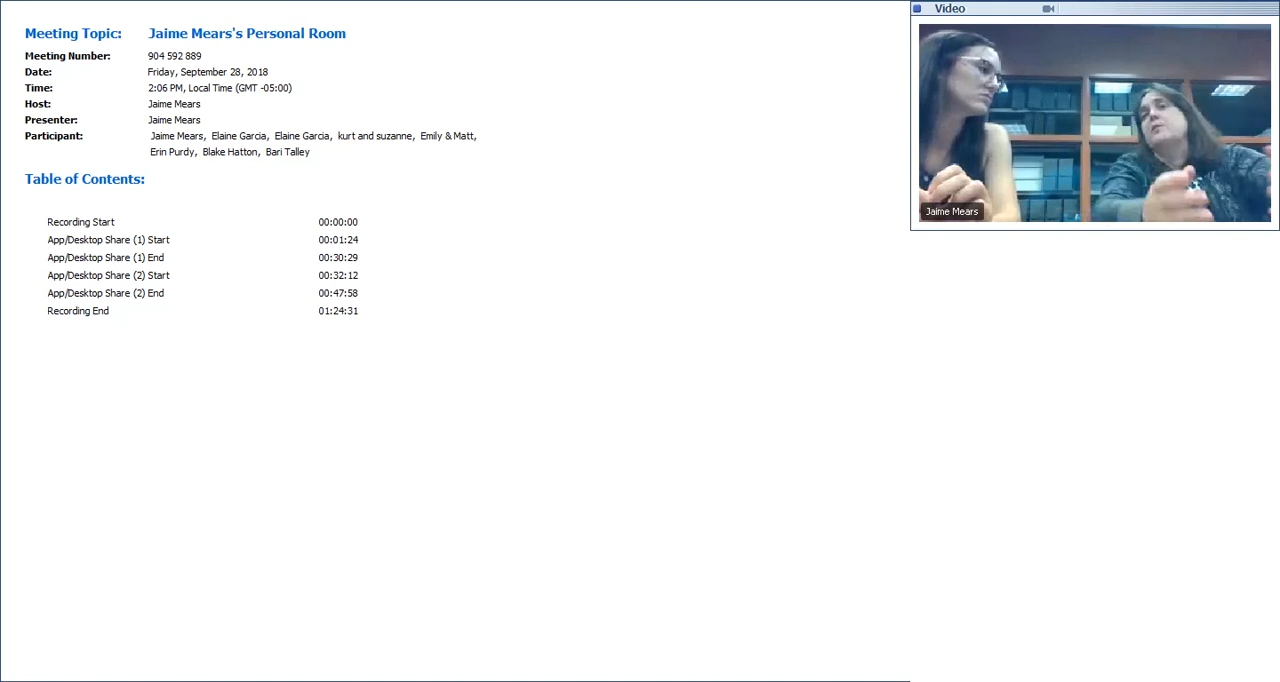 Meeting Topic: Jaime Mears's Personal Room
Meeting Number: 904 592 889
Date: Friday, September 28, 2018
Time: 2:06 PM, Local Time (GMT -05:00)
Host: Jaime Mears
Presenter: Jaime Mears
Participant: Jaime Mears, Elaine Garcia, Elaine Garcia, kurt and suzanne, Emily & Matt,
Erin Purdy, Blake Hatton, Bari Talley
Table of Contents:
Recording Start 00:00:00
App/Desktop Share (1) Start 00:01:24
App/Desktop Share (1) End 00:30:29
App/Desktop Share (2) Start 00:32:12
App/Desktop Share (2) End 00:47:58
Recording End 01:24:31
Video
Jaime Mears